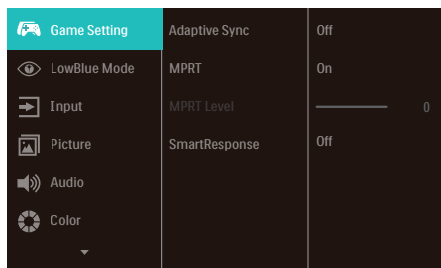 Game Setting Adaptive Sync Off
LowBlue Mode MPRT On
Input MPRT Level 0
Picture SmartResponse Off
Audio
Color